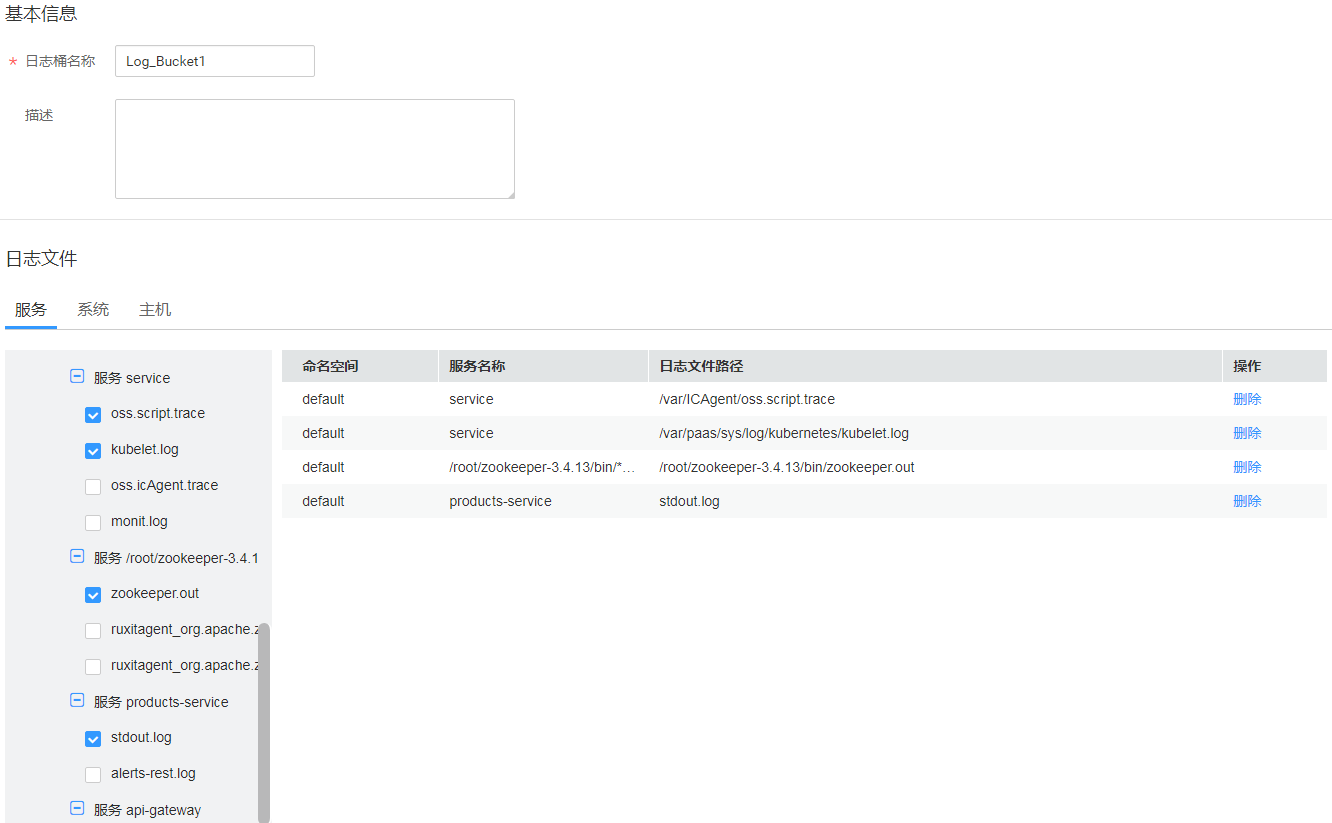 基本信息
* 日志桶名称 Log_Bucket1
描述
日志文件
服务 系统 主机
服务 service
oss.script.trace
kubelet.log
oss.icAgent.trace
monit.log
服务 /root/zookeeper-3.4.1
zookeeper.out
ruxitagent_org.apache.z
ruxitagent_org.apache.z
服务 products-service
stdout.log
alerts-rest.log
服务 api-gateway
命名空间 服务名称 日志文件路径 操作
default service /var/ICAgent/oss.script.trace 删除
default service /var/paas/sys/log/kubernetes/kubelet.log 删除
default /root/zookeeper-3.4.13/bin/*... /root/zookeeper-3.4.13/bin/zookeeper.out 删除
default products-service stdout.log 删除